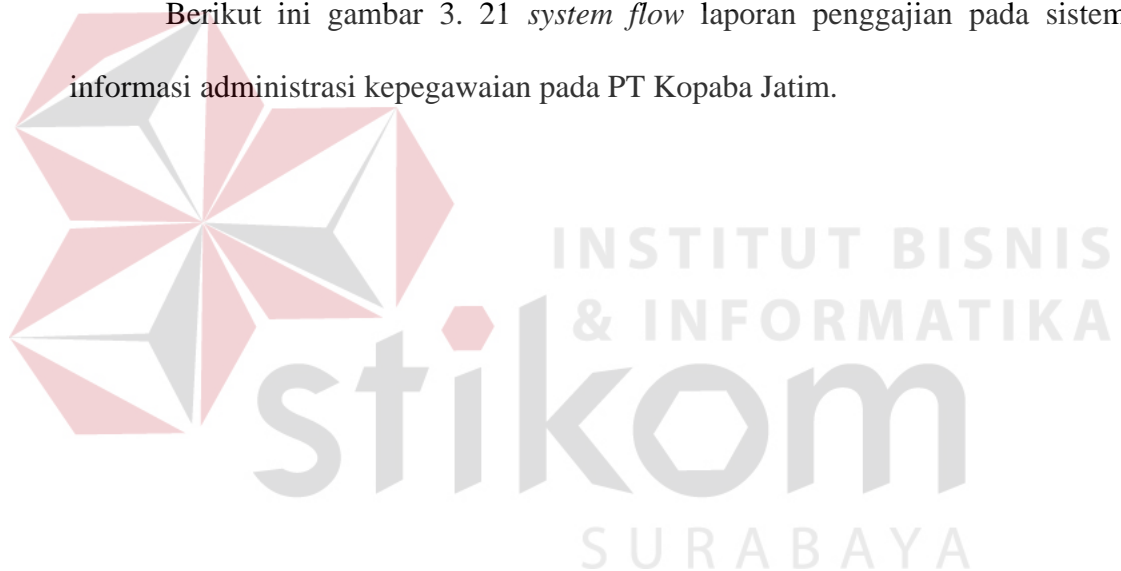 Berikut ini gambar 3. 21 system flow laporan penggajian pada sistem
informasi administrasi kepegawaian pada PT Kopaba Jatim.
INSTITUT BISNIS
& INFORMATIKA
stikom
SURABAYA